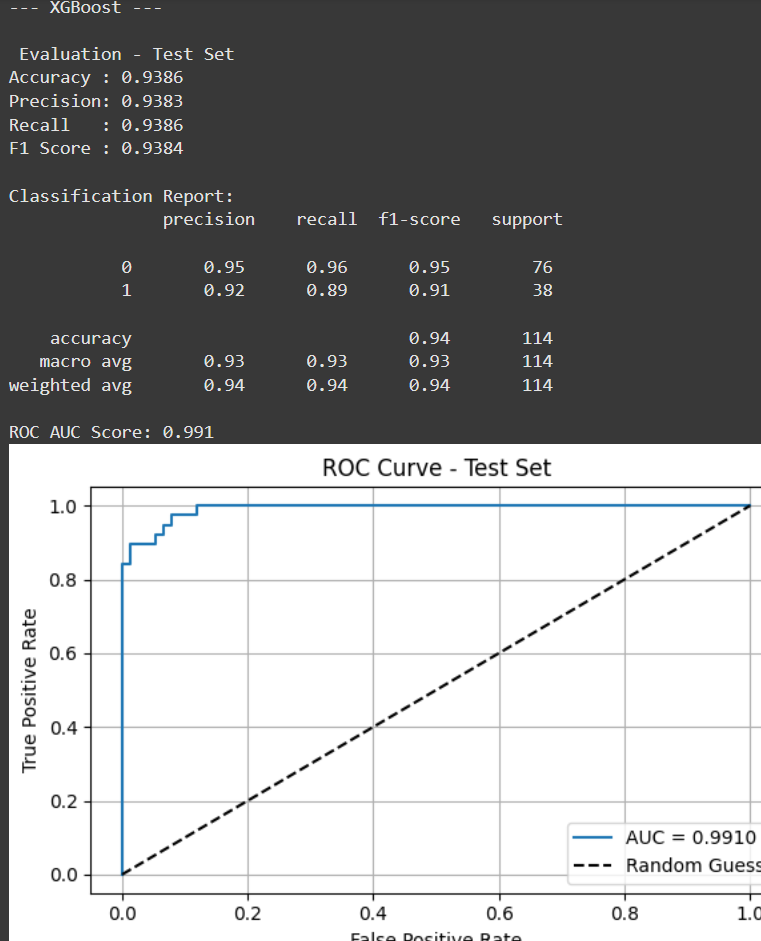 --- XGBoost ---
Evaluation - Test Set
Accuracy : 0.9386
Precision: 0.9383
Recall   : 0.9386
F1 Score : 0.9384
Classification Report:
precision    recall  f1-score   support
0       0.95      0.96      0.95        76
1       0.92      0.89      0.91        38
accuracy                           0.94       114
macro avg       0.93      0.93      0.93       114
weighted avg       0.94      0.94      0.94       114
ROC AUC Score: 0.991
ROC Curve - Test Set
1.0
0.8
0.6
0.4
0.2
0.0
True Positive Rate
AUC = 0.9910
Random Guess
0.0 0.2 0.4 0.6 0.8 1.0
False Positive Rate